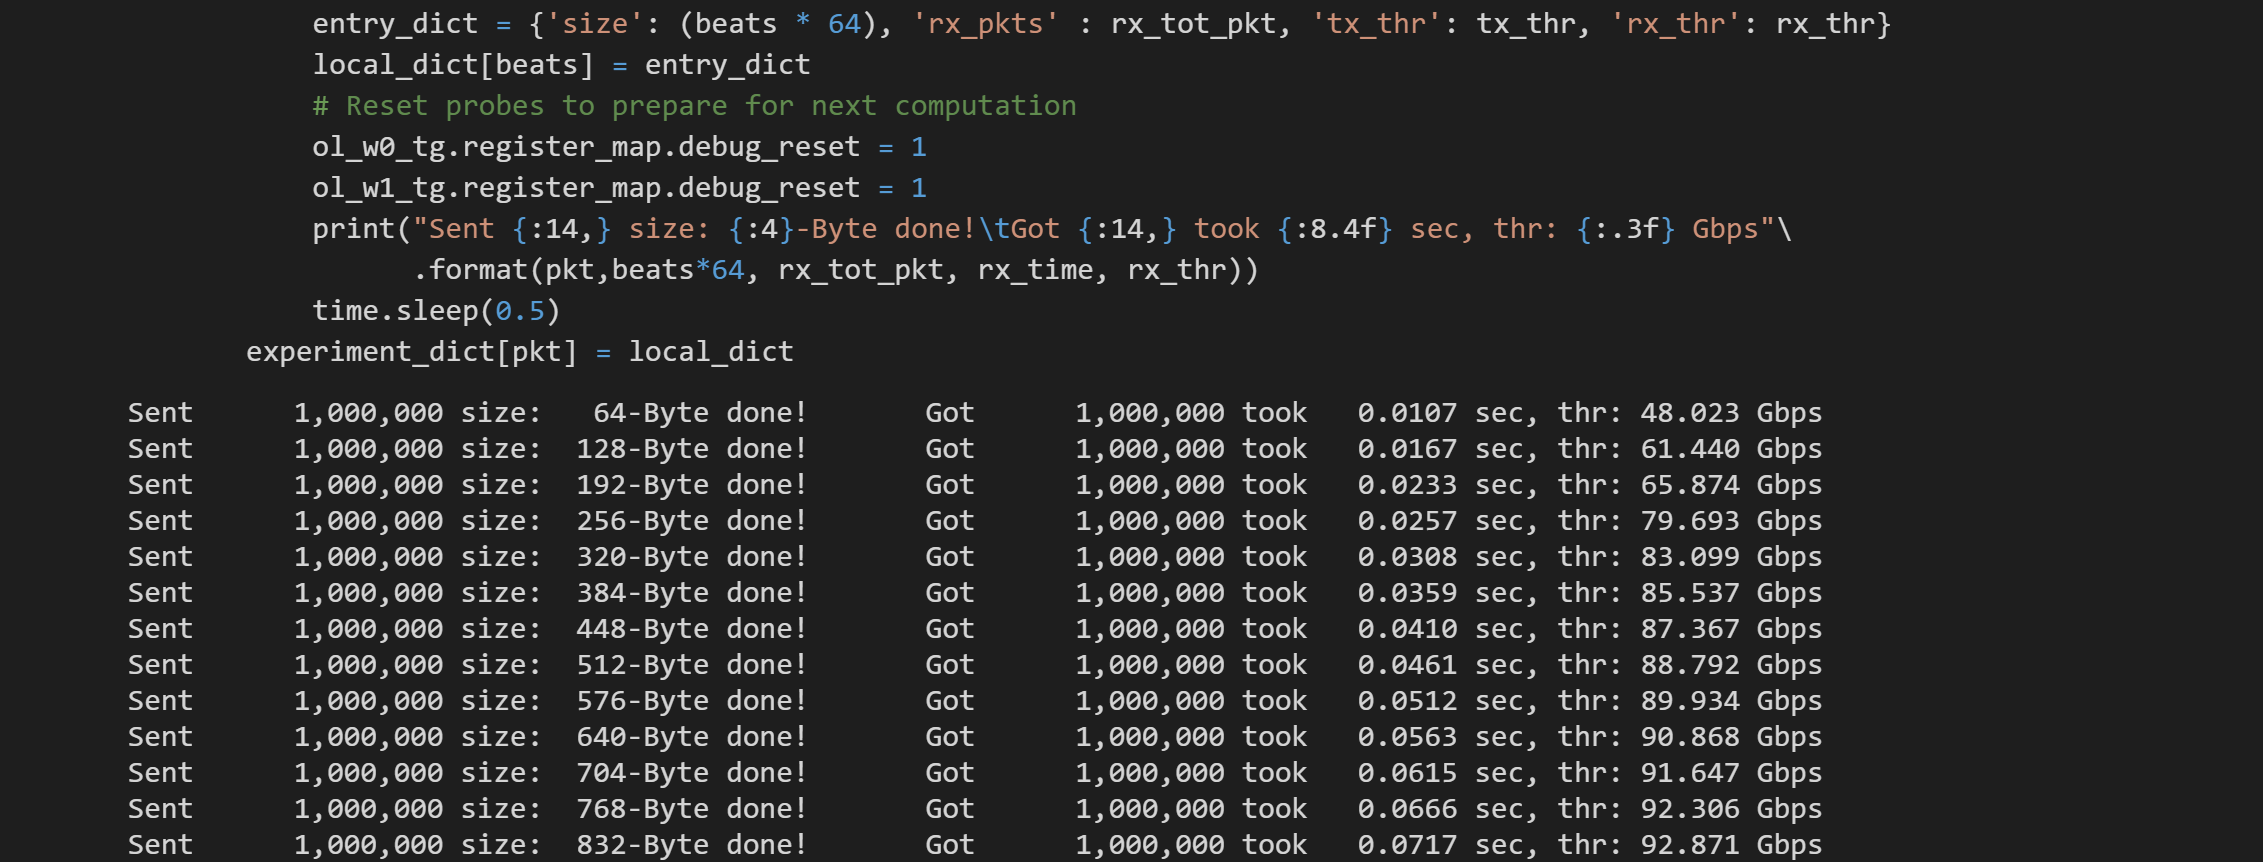 entry_dict = {'size': (beats * 64), 'rx_pkts' : rx_tot_pkt, 'tx_thr': tx_thr, 'rx_thr': rx_thr}
local_dict[beats] = entry_dict
# Reset probes to prepare for next computation
ol_w0_tg.register_map.debug_reset = 1
ol_w1_tg.register_map.debug_reset = 1
print("Sent {:14,} size: {:4}-Byte done!\tGot {:14,} took {:8.4f} sec, thr: {:.3f} Gbps"\
.format(pkt,beats*64, rx_tot_pkt, rx_time, rx_thr))
time.sleep(0.5)
experiment_dict[pkt] = local_dict
Sent 1,000,000 size: 64-Byte done! Got 1,000,000 took 0.0107 sec, thr: 48.023 Gbps
Sent 1,000,000 size: 128-Byte done! Got 1,000,000 took 0.0167 sec, thr: 61.440 Gbps
Sent 1,000,000 size: 192-Byte done! Got 1,000,000 took 0.0233 sec, thr: 65.874 Gbps
Sent 1,000,000 size: 256-Byte done! Got 1,000,000 took 0.0257 sec, thr: 79.693 Gbps
Sent 1,000,000 size: 320-Byte done! Got 1,000,000 took 0.0308 sec, thr: 83.099 Gbps
Sent 1,000,000 size: 384-Byte done! Got 1,000,000 took 0.0359 sec, thr: 85.537 Gbps
Sent 1,000,000 size: 448-Byte done! Got 1,000,000 took 0.0410 sec, thr: 87.367 Gbps
Sent 1,000,000 size: 512-Byte done! Got 1,000,000 took 0.0461 sec, thr: 88.792 Gbps
Sent 1,000,000 size: 576-Byte done! Got 1,000,000 took 0.0512 sec, thr: 89.934 Gbps
Sent 1,000,000 size: 640-Byte done! Got 1,000,000 took 0.0563 sec, thr: 90.868 Gbps
Sent 1,000,000 size: 704-Byte done! Got 1,000,000 took 0.0615 sec, thr: 91.647 Gbps
Sent 1,000,000 size: 768-Byte done! Got 1,000,000 took 0.0666 sec, thr: 92.306 Gbps
Sent 1,000,000 size: 832-Byte done! Got 1,000,000 took 0.0717 sec, thr: 92.871 Gbps